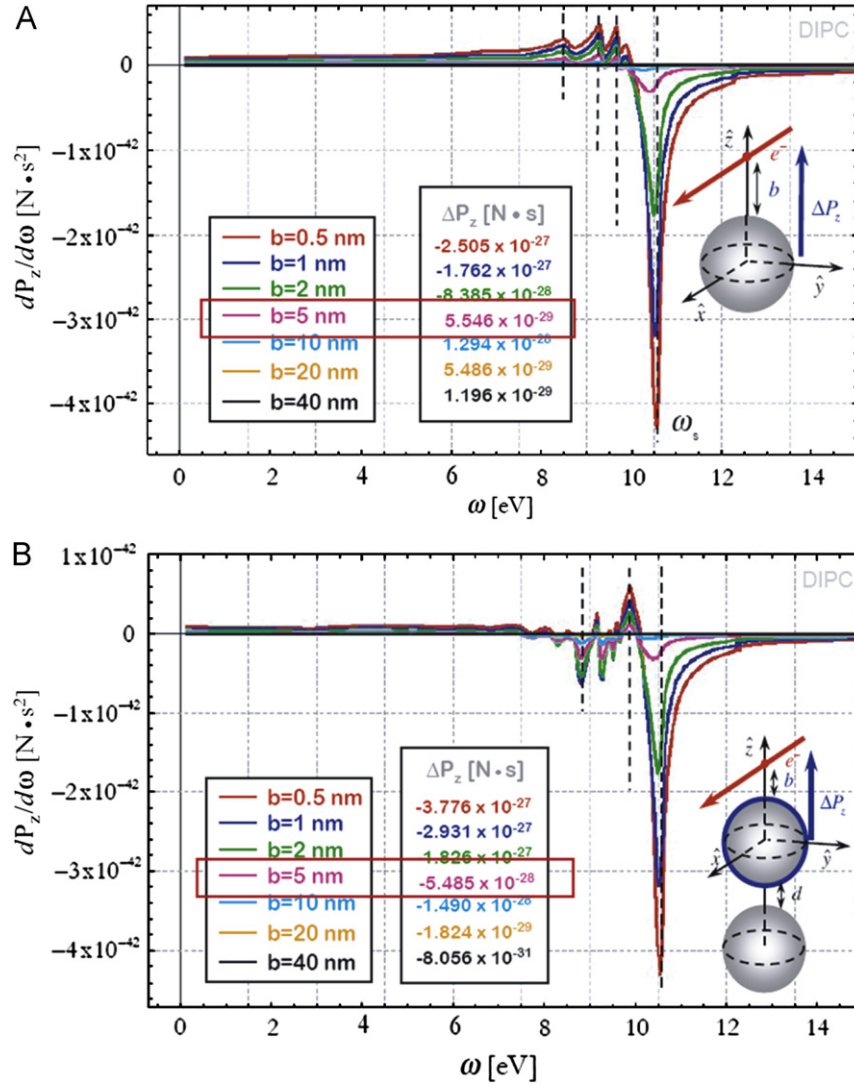 A
DIPC
0
-1x10⁻⁴²
-2x10⁻⁴²
-3x10⁻⁴²
-4x10⁻⁴²
dP_z/dω [N•s²]
ΔP_z [N•s]
b=0.5 nm -2.505 x 10⁻²⁷
b=1 nm -1.762 x 10⁻²⁷
b=2 nm -8.385 x 10⁻²⁸
b=5 nm 5.546 x 10⁻²⁹
b=10 nm 1.294 x 10⁻²⁸
b=20 nm 5.486 x 10⁻²⁹
b=40 nm 1.196 x 10⁻²⁹
ẑ
e⁻
b
ΔP_z
x̂
ŷ
ω_s
0 2 4 6 8 10 12 14
ω [eV]
B
DIPC
1x10⁻⁴²
0
-1x10⁻⁴²
-2x10⁻⁴²
-3x10⁻⁴²
-4x10⁻⁴²
dP_z/dω [N•s²]
ΔP_z [N•s]
b=0.5 nm -3.776 x 10⁻²⁷
b=1 nm -2.931 x 10⁻²⁷
b=2 nm -1.826 x 10⁻²⁷
b=5 nm -5.485 x 10⁻²⁸
b=10 nm -1.490 x 10⁻²⁸
b=20 nm -1.824 x 10⁻²⁹
b=40 nm -8.056 x 10⁻³¹
ẑ
e⁻
b
ΔP_z
x̂
ŷ
d
0 2 4 6 8 10 12 14
ω [eV]